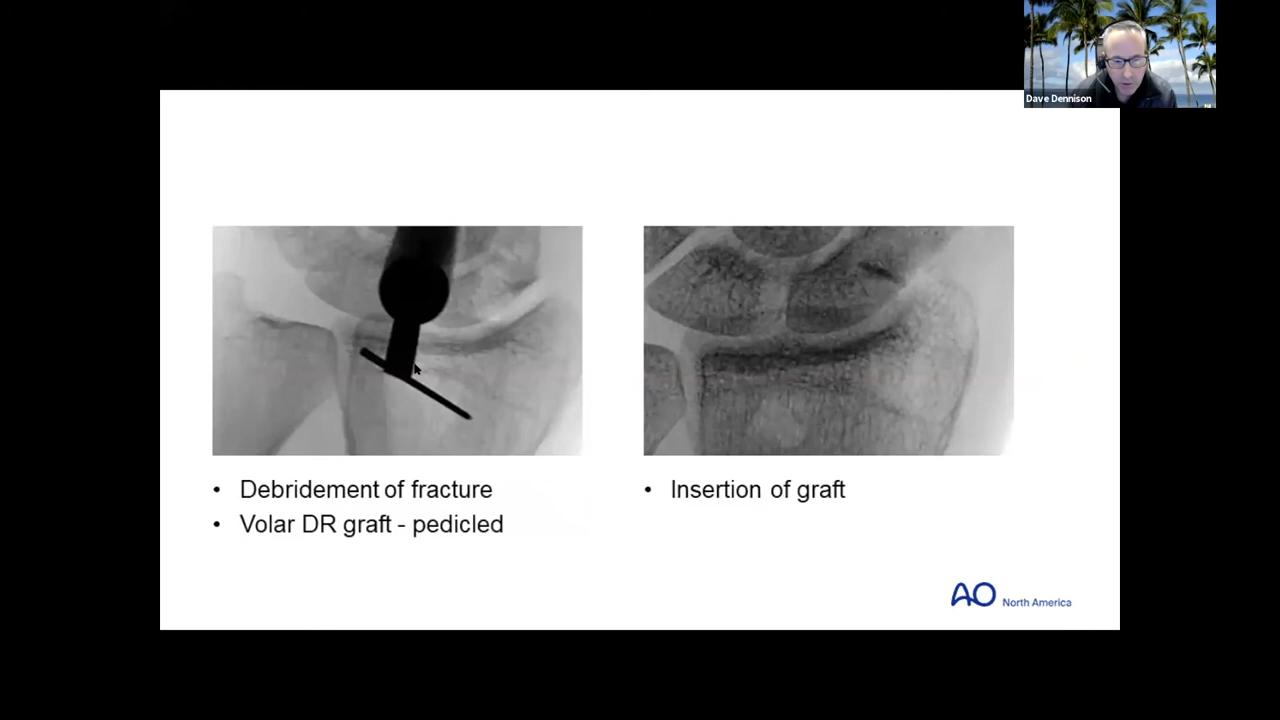 Dave Dennison
• Debridement of fracture
• Volar DR graft - pedicled
• Insertion of graft
AO North America